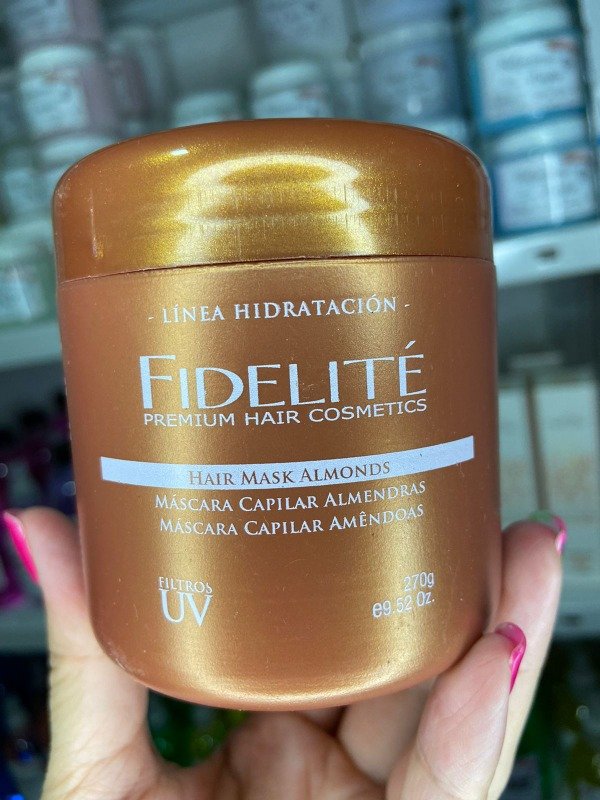 - LÍNEA HIDRATACIÓN -
FIDELITÉ
PREMIUM HAIR COSMETICS
HAIR MASK ALMONDS
MÁSCARA CAPILAR ALMENDRAS
MÁSCARA CAPILAR AMÊNDOAS
FILTROS
UV
270g
e9.52 Oz.